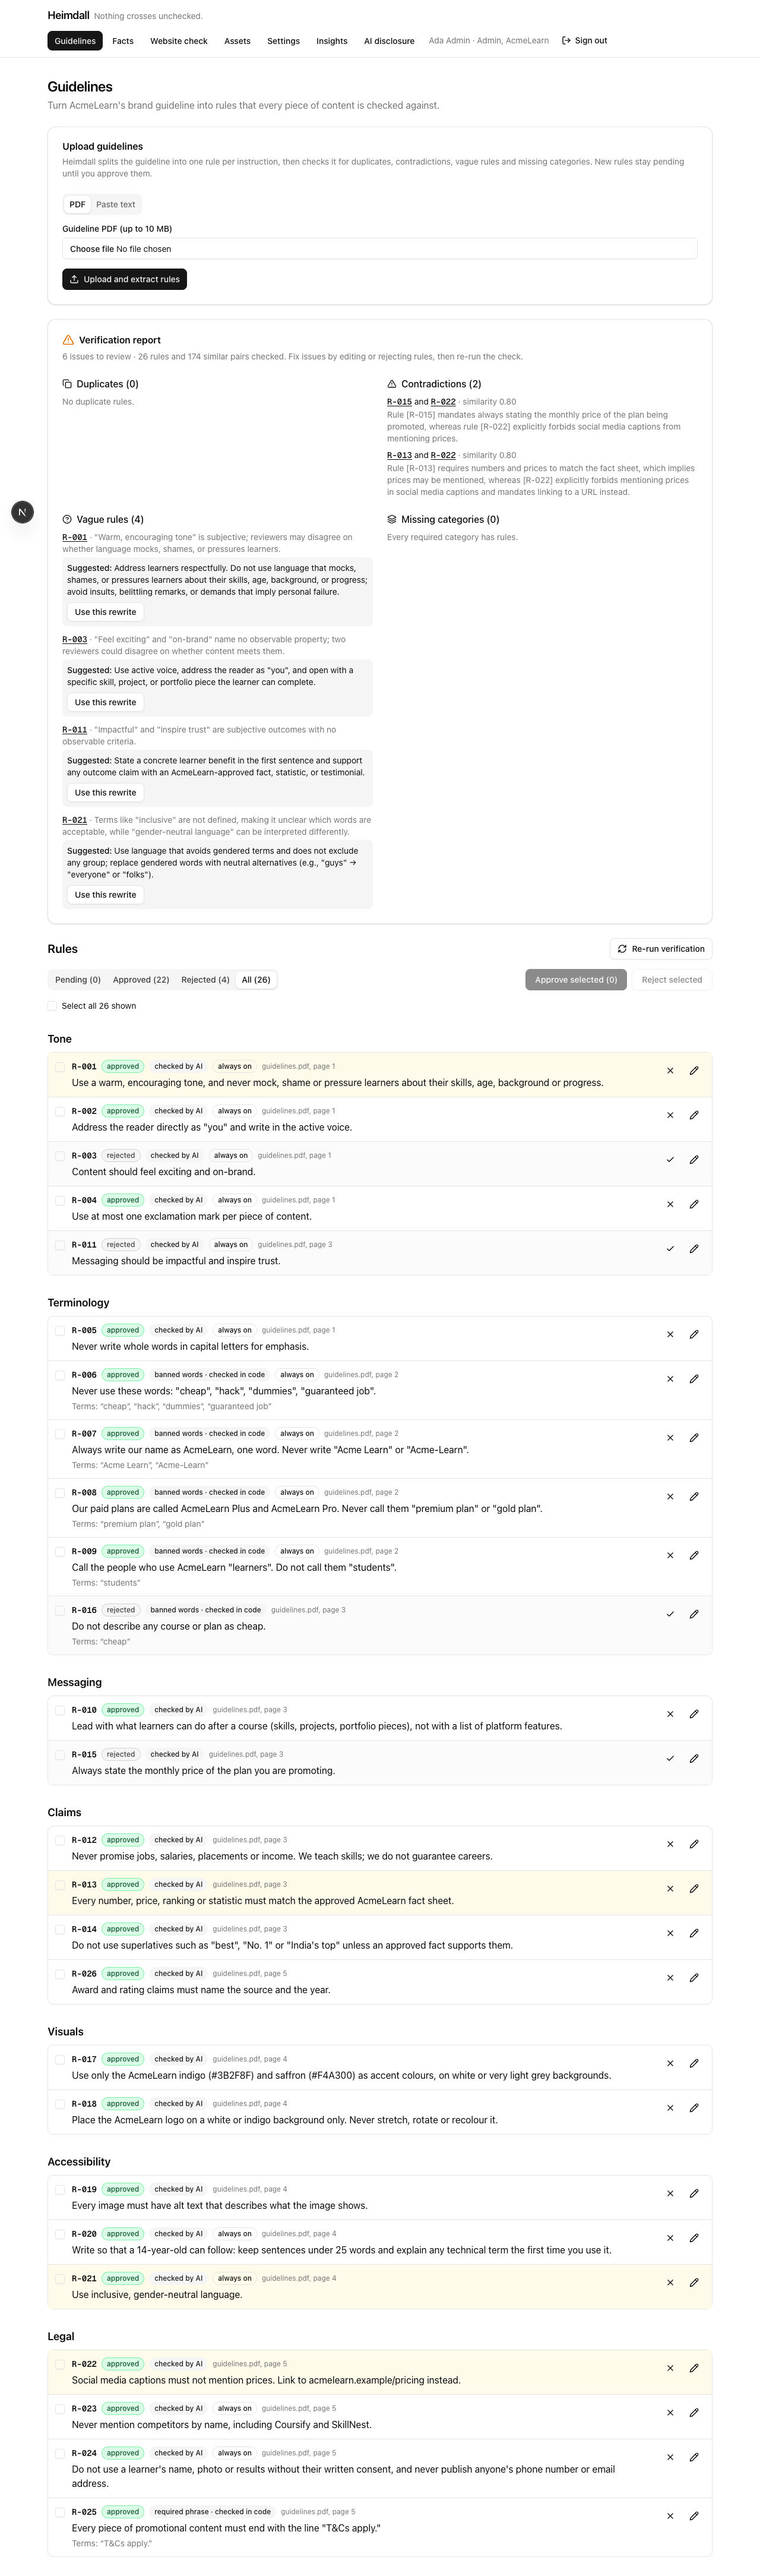 Heimdall Nothing crosses unchecked.
Guidelines Facts Website check Assets Settings Insights AI disclosure Ada Admin · Admin, AcmeLearn Sign out
Guidelines
Turn AcmeLearn's brand guideline into rules that every piece of content is checked against.
Upload guidelines
Heimdall splits the guideline into one rule per instruction, then checks it for duplicates, contradictions, vague rules and missing categories. New rules stay pending
until you approve them.
PDF Paste text
Guideline PDF (up to 10 MB)
Choose file No file chosen
Upload and extract rules
Verification report
6 issues to review · 26 rules and 174 similar pairs checked. Fix issues by editing or rejecting rules, then re-run the check.
Duplicates (0)
No duplicate rules.
Contradictions (2)
R-015 and R-022 · similarity 0.80
Rule [R-015] mandates always stating the monthly price of the plan being
promoted, whereas rule [R-022] explicitly forbids social media captions from
mentioning prices.
R-013 and R-022 · similarity 0.80
Rule [R-013] requires numbers and prices to match the fact sheet, which implies
prices may be mentioned, whereas [R-022] explicitly forbids mentioning prices
in social media captions and mandates linking to a URL instead.
N
Vague rules (4)
R-001 · "Warm, encouraging tone" is subjective; reviewers may disagree on
whether language mocks, shames, or pressures learners.
Suggested: Address learners respectfully. Do not use language that mocks,
shames, or pressures learners about their skills, age, background, or progress;
avoid insults, belittling remarks, or demands that imply personal failure.
Use this rewrite
R-003 · "Feel exciting" and "on-brand" name no observable property; two
reviewers could disagree on whether content meets them.
Suggested: Use active voice, address the reader as "you", and open with a
specific skill, project, or portfolio piece the learner can complete.
Use this rewrite
R-011 · "Impactful" and "inspire trust" are subjective outcomes with no
observable criteria.
Suggested: State a concrete learner benefit in the first sentence and support
any outcome claim with an AcmeLearn-approved fact, statistic, or testimonial.
Use this rewrite
R-021 · Terms like "inclusive" are not defined, making it unclear which words are
acceptable, while "gender-neutral language" can be interpreted differently.
Suggested: Use language that avoids gendered terms and does not exclude
any group; replace gendered words with neutral alternatives (e.g., "guys" →
"everyone" or "folks").
Use this rewrite
Missing categories (0)
Every required category has rules.
Rules
Re-run verification
Pending (0) Approved (22) Rejected (4) All (26)
Approve selected (0) Reject selected
Select all 26 shown
Tone
R-001 approved checked by AI always on guidelines.pdf, page 1
Use a warm, encouraging tone, and never mock, shame or pressure learners about their skills, age, background or progress.
R-002 approved checked by AI always on guidelines.pdf, page 1
Address the reader directly as "you" and write in the active voice.
R-003 rejected checked by AI always on guidelines.pdf, page 1
Content should feel exciting and on-brand.
R-004 approved checked by AI always on guidelines.pdf, page 1
Use at most one exclamation mark per piece of content.
R-011 rejected checked by AI always on guidelines.pdf, page 3
Messaging should be impactful and inspire trust.
Terminology
R-005 approved checked by AI always on guidelines.pdf, page 1
Never write whole words in capital letters for emphasis.
R-006 approved banned words · checked in code always on guidelines.pdf, page 2
Never use these words: "cheap", "hack", "dummies", "guaranteed job".
Terms: "cheap", "hack", "dummies", "guaranteed job"
R-007 approved banned words · checked in code always on guidelines.pdf, page 2
Always write our name as AcmeLearn, one word. Never write "Acme Learn" or "Acme-Learn".
Terms: "Acme Learn", "Acme-Learn"
R-008 approved banned words · checked in code always on guidelines.pdf, page 2
Our paid plans are called AcmeLearn Plus and AcmeLearn Pro. Never call them "premium plan" or "gold plan".
Terms: "premium plan", "gold plan"
R-009 approved banned words · checked in code always on guidelines.pdf, page 2
Call the people who use AcmeLearn "learners". Do not call them "students".
Terms: "students"
R-016 rejected banned words · checked in code guidelines.pdf, page 3
Do not describe any course or plan as cheap.
Terms: "cheap"
Messaging
R-010 approved checked by AI guidelines.pdf, page 3
Lead with what learners can do after a course (skills, projects, portfolio pieces), not with a list of platform features.
R-015 rejected checked by AI guidelines.pdf, page 3
Always state the monthly price of the plan you are promoting.
Claims
R-012 approved checked by AI guidelines.pdf, page 3
Never promise jobs, salaries, placements or income. We teach skills; we do not guarantee careers.
R-013 approved checked by AI guidelines.pdf, page 3
Every number, price, ranking or statistic must match the approved AcmeLearn fact sheet.
R-014 approved checked by AI guidelines.pdf, page 3
Do not use superlatives such as "best", "No. 1" or "India's top" unless an approved fact supports them.
R-026 approved checked by AI guidelines.pdf, page 5
Award and rating claims must name the source and the year.
Visuals
R-017 approved checked by AI guidelines.pdf, page 4
Use only the AcmeLearn indigo (#3B2F8F) and saffron (#F4A300) as accent colours, on white or very light grey backgrounds.
R-018 approved checked by AI guidelines.pdf, page 4
Place the AcmeLearn logo on a white or indigo background only. Never stretch, rotate or recolour it.
Accessibility
R-019 approved checked by AI guidelines.pdf, page 4
Every image must have alt text that describes what the image shows.
R-020 approved checked by AI always on guidelines.pdf, page 4
Write so that a 14-year-old can follow: keep sentences under 25 words and explain any technical term the first time you use it.
R-021 approved checked by AI always on guidelines.pdf, page 4
Use inclusive, gender-neutral language.
Legal
R-022 approved checked by AI guidelines.pdf, page 5
Social media captions must not mention prices. Link to acmelearn.example/pricing instead.
R-023 approved checked by AI always on guidelines.pdf, page 5
Never mention competitors by name, including Coursify and SkillNest.
R-024 approved checked by AI always on guidelines.pdf, page 5
Do not use a learner's name, photo or results without their written consent, and never publish anyone's phone number or email
address.
R-025 approved required phrase · checked in code guidelines.pdf, page 5
Every piece of promotional content must end with the line "T&Cs apply."
Terms: "T&Cs apply."